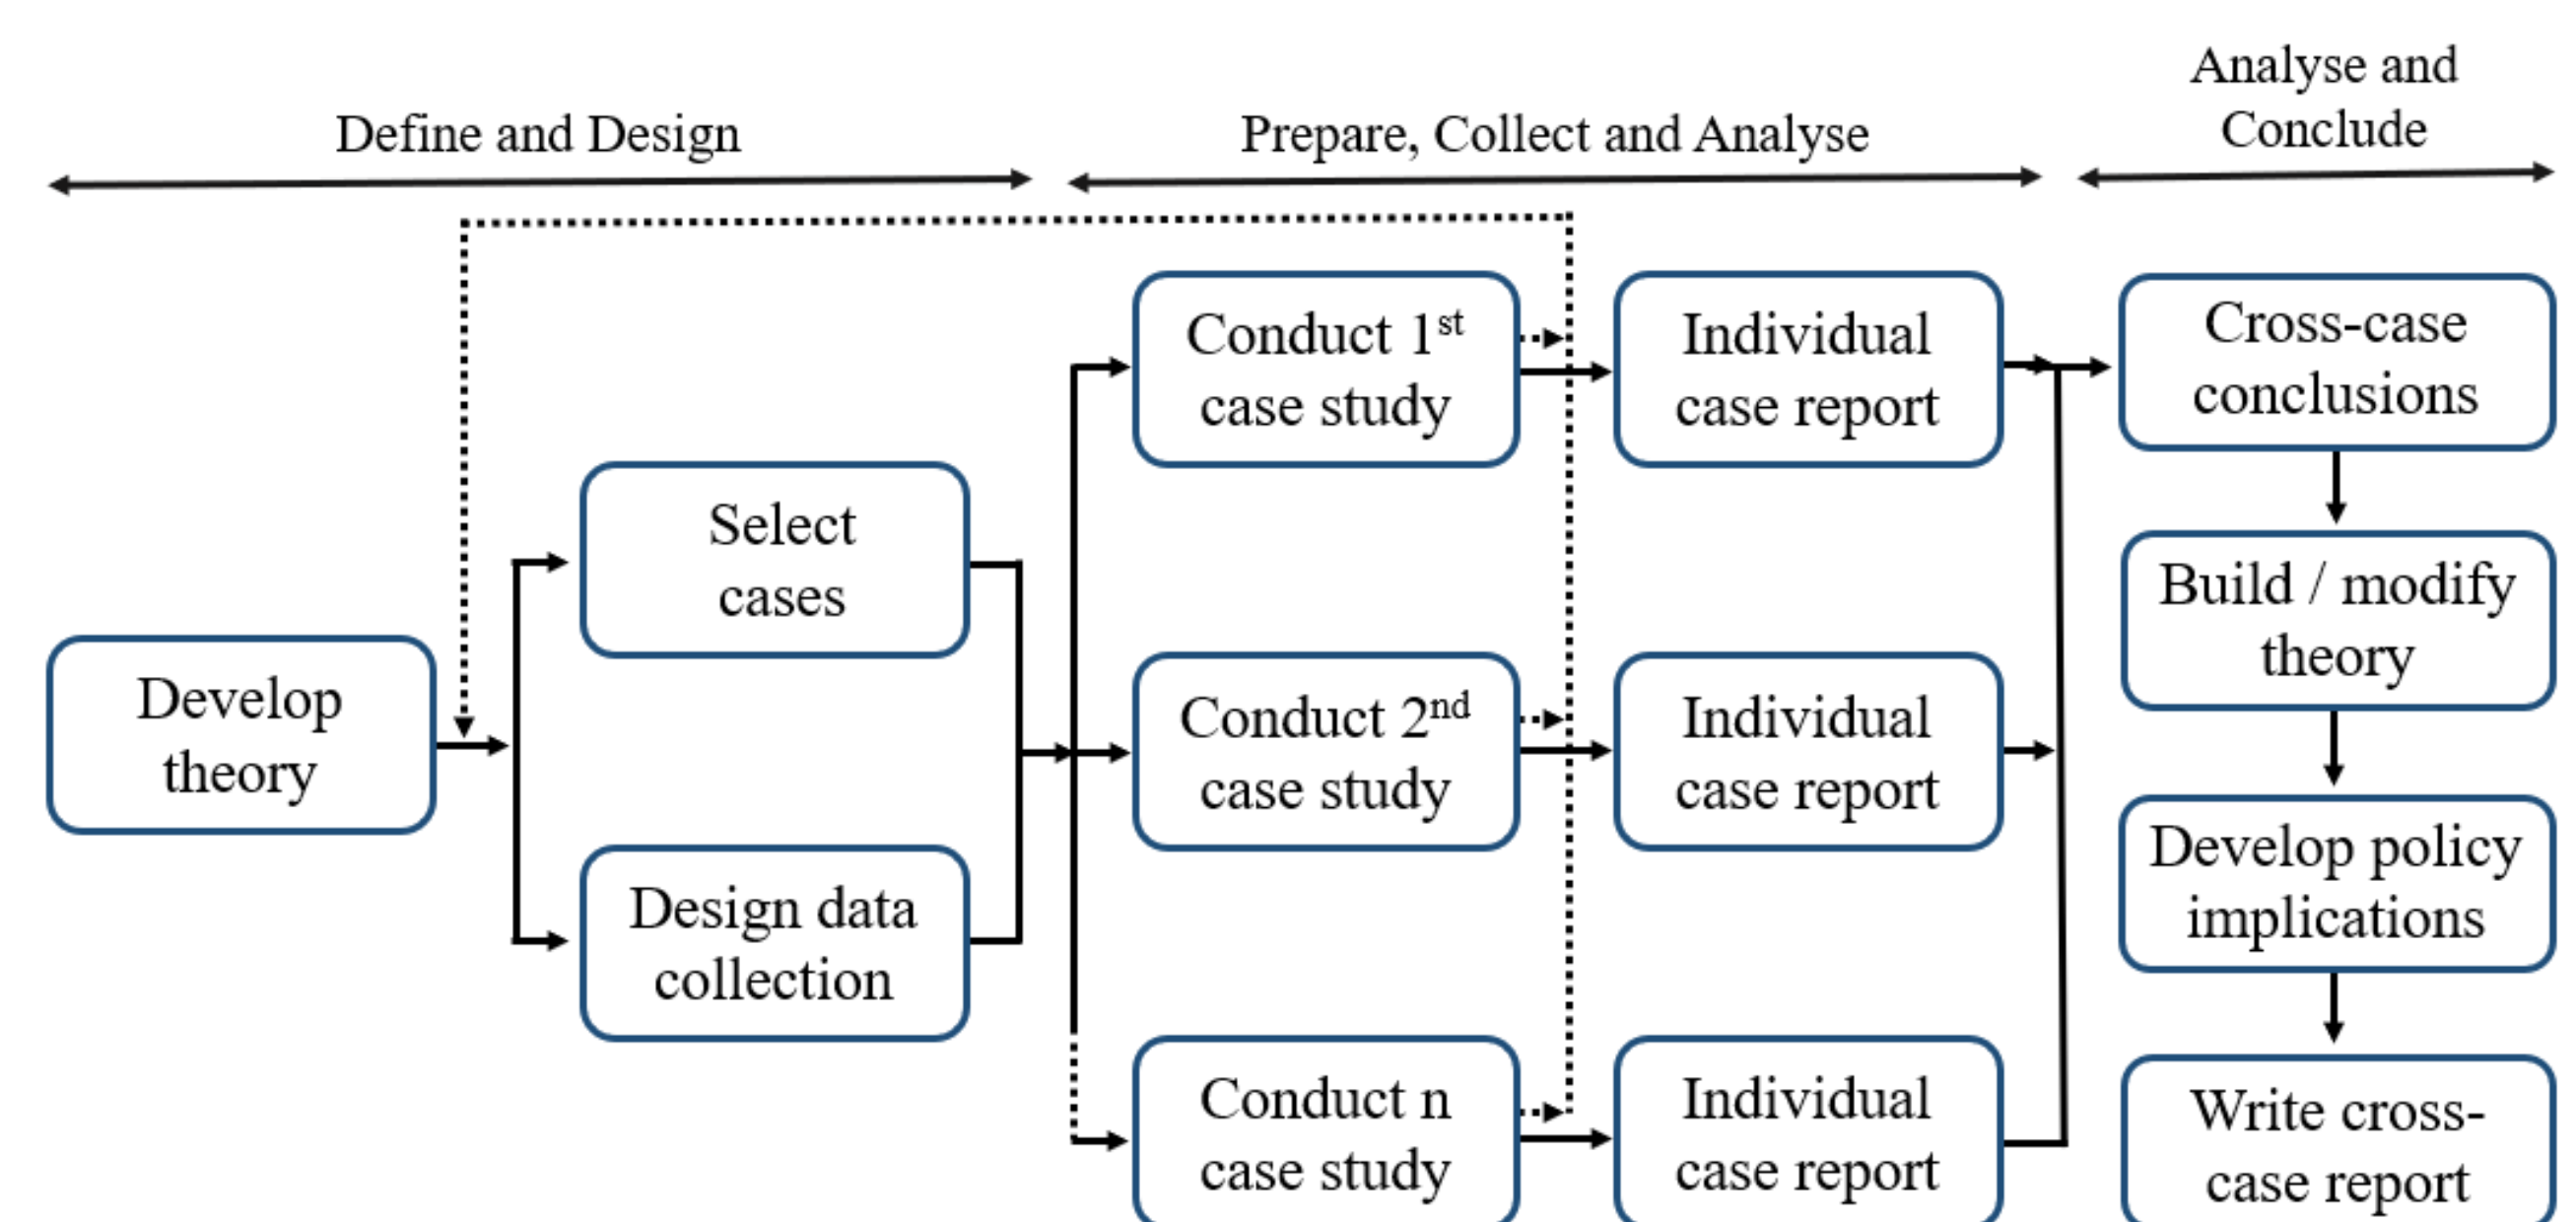 Define and Design
Prepare, Collect and Analyse
Analyse and
Conclude
Develop
theory
Select
cases
Design data
collection
Conduct 1st
case study
Conduct 2nd
case study
Conduct n
case study
Individual
case report
Individual
case report
Individual
case report
Cross-case
conclusions
Build / modify
theory
Develop policy
implications
Write cross-
case report